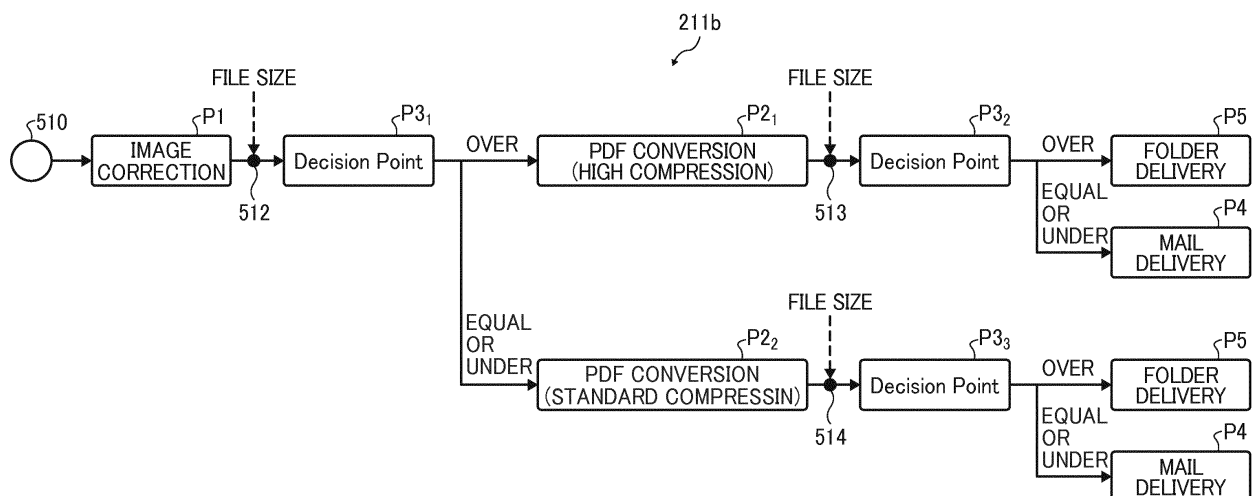 211b
FILE SIZE
FILE SIZE
510
P1
P3₁
P2₁
P3₂
P5
IMAGE
CORRECTION
Decision Point
OVER
PDF CONVERSION
(HIGH COMPRESSION)
Decision Point
OVER
FOLDER
DELIVERY
512
513
EQUAL
OR
UNDER
P4
MAIL
DELIVERY
FILE SIZE
EQUAL
OR
UNDER
P2₂
P3₃
P5
PDF CONVERSION
(STANDARD COMPRESSIN)
Decision Point
OVER
FOLDER
DELIVERY
514
EQUAL
OR
UNDER
P4
MAIL
DELIVERY